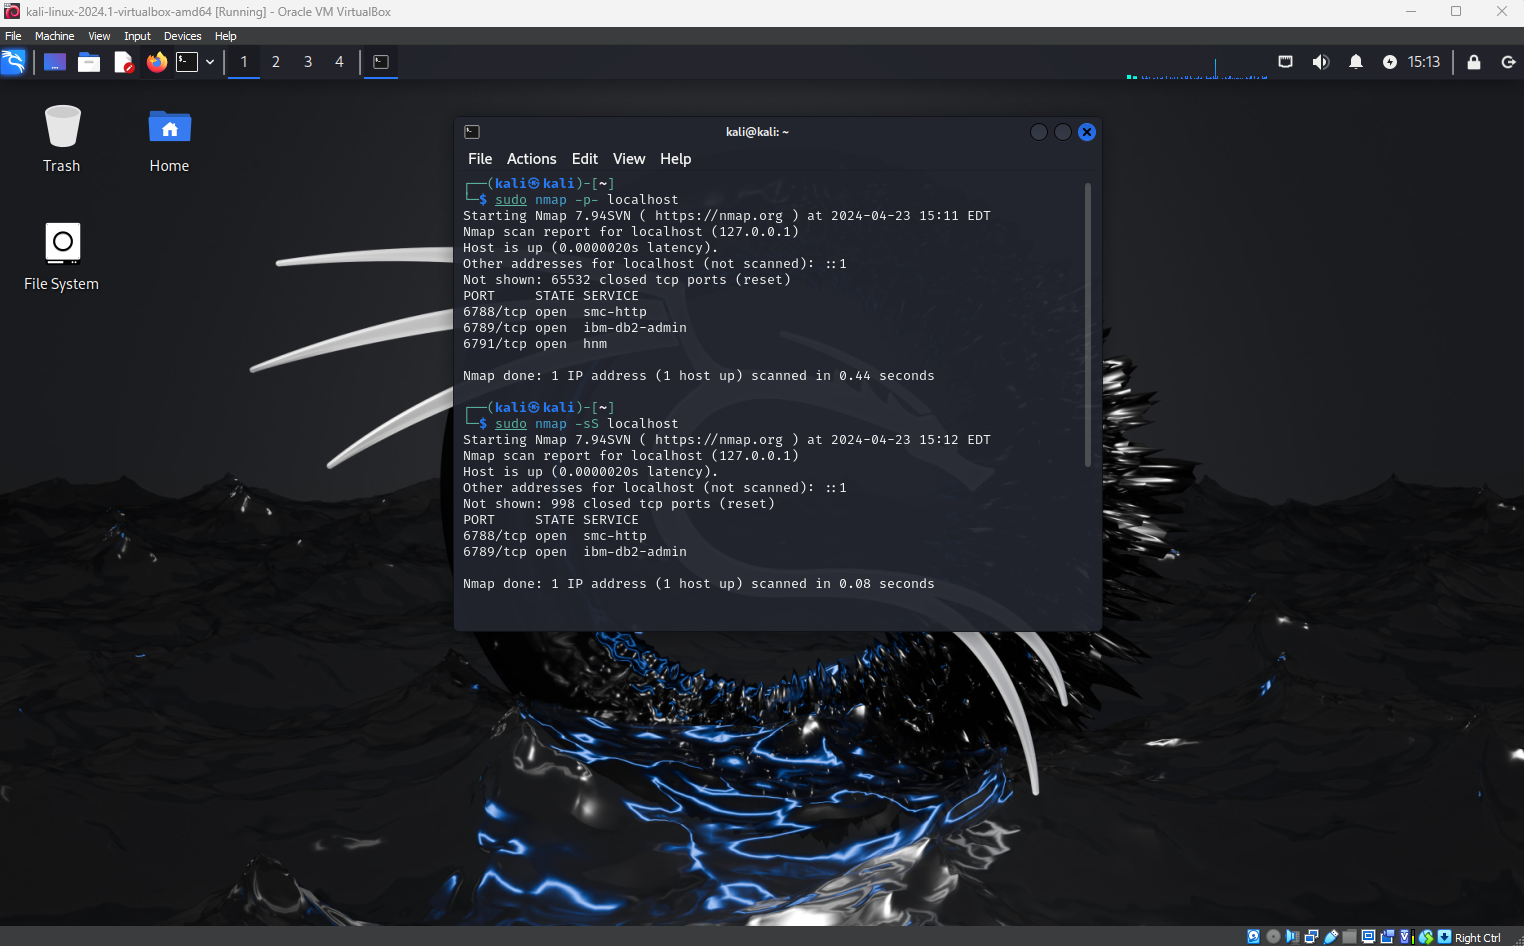 kali-linux-2024.1-virtualbox-amd64 [Running] - Oracle VM VirtualBox
File Machine View Input Devices Help
1 2 3 4
15:13
Trash
Home
File System
kali@kali: ~
File Actions Edit View Help
┌──(kali㉿kali)-[~]
└─$ sudo nmap -p- localhost
Starting Nmap 7.94SVN ( https://nmap.org ) at 2024-04-23 15:11 EDT
Nmap scan report for localhost (127.0.0.1)
Host is up (0.0000020s latency).
Other addresses for localhost (not scanned): ::1
Not shown: 65532 closed tcp ports (reset)
PORT     STATE SERVICE
6788/tcp open  smc-http
6789/tcp open  ibm-db2-admin
6791/tcp open  hnm
Nmap done: 1 IP address (1 host up) scanned in 0.44 seconds
┌──(kali㉿kali)-[~]
└─$ sudo nmap -sS localhost
Starting Nmap 7.94SVN ( https://nmap.org ) at 2024-04-23 15:12 EDT
Nmap scan report for localhost (127.0.0.1)
Host is up (0.0000020s latency).
Other addresses for localhost (not scanned): ::1
Not shown: 998 closed tcp ports (reset)
PORT     STATE SERVICE
6788/tcp open  smc-http
6789/tcp open  ibm-db2-admin
Nmap done: 1 IP address (1 host up) scanned in 0.08 seconds
Right Ctrl